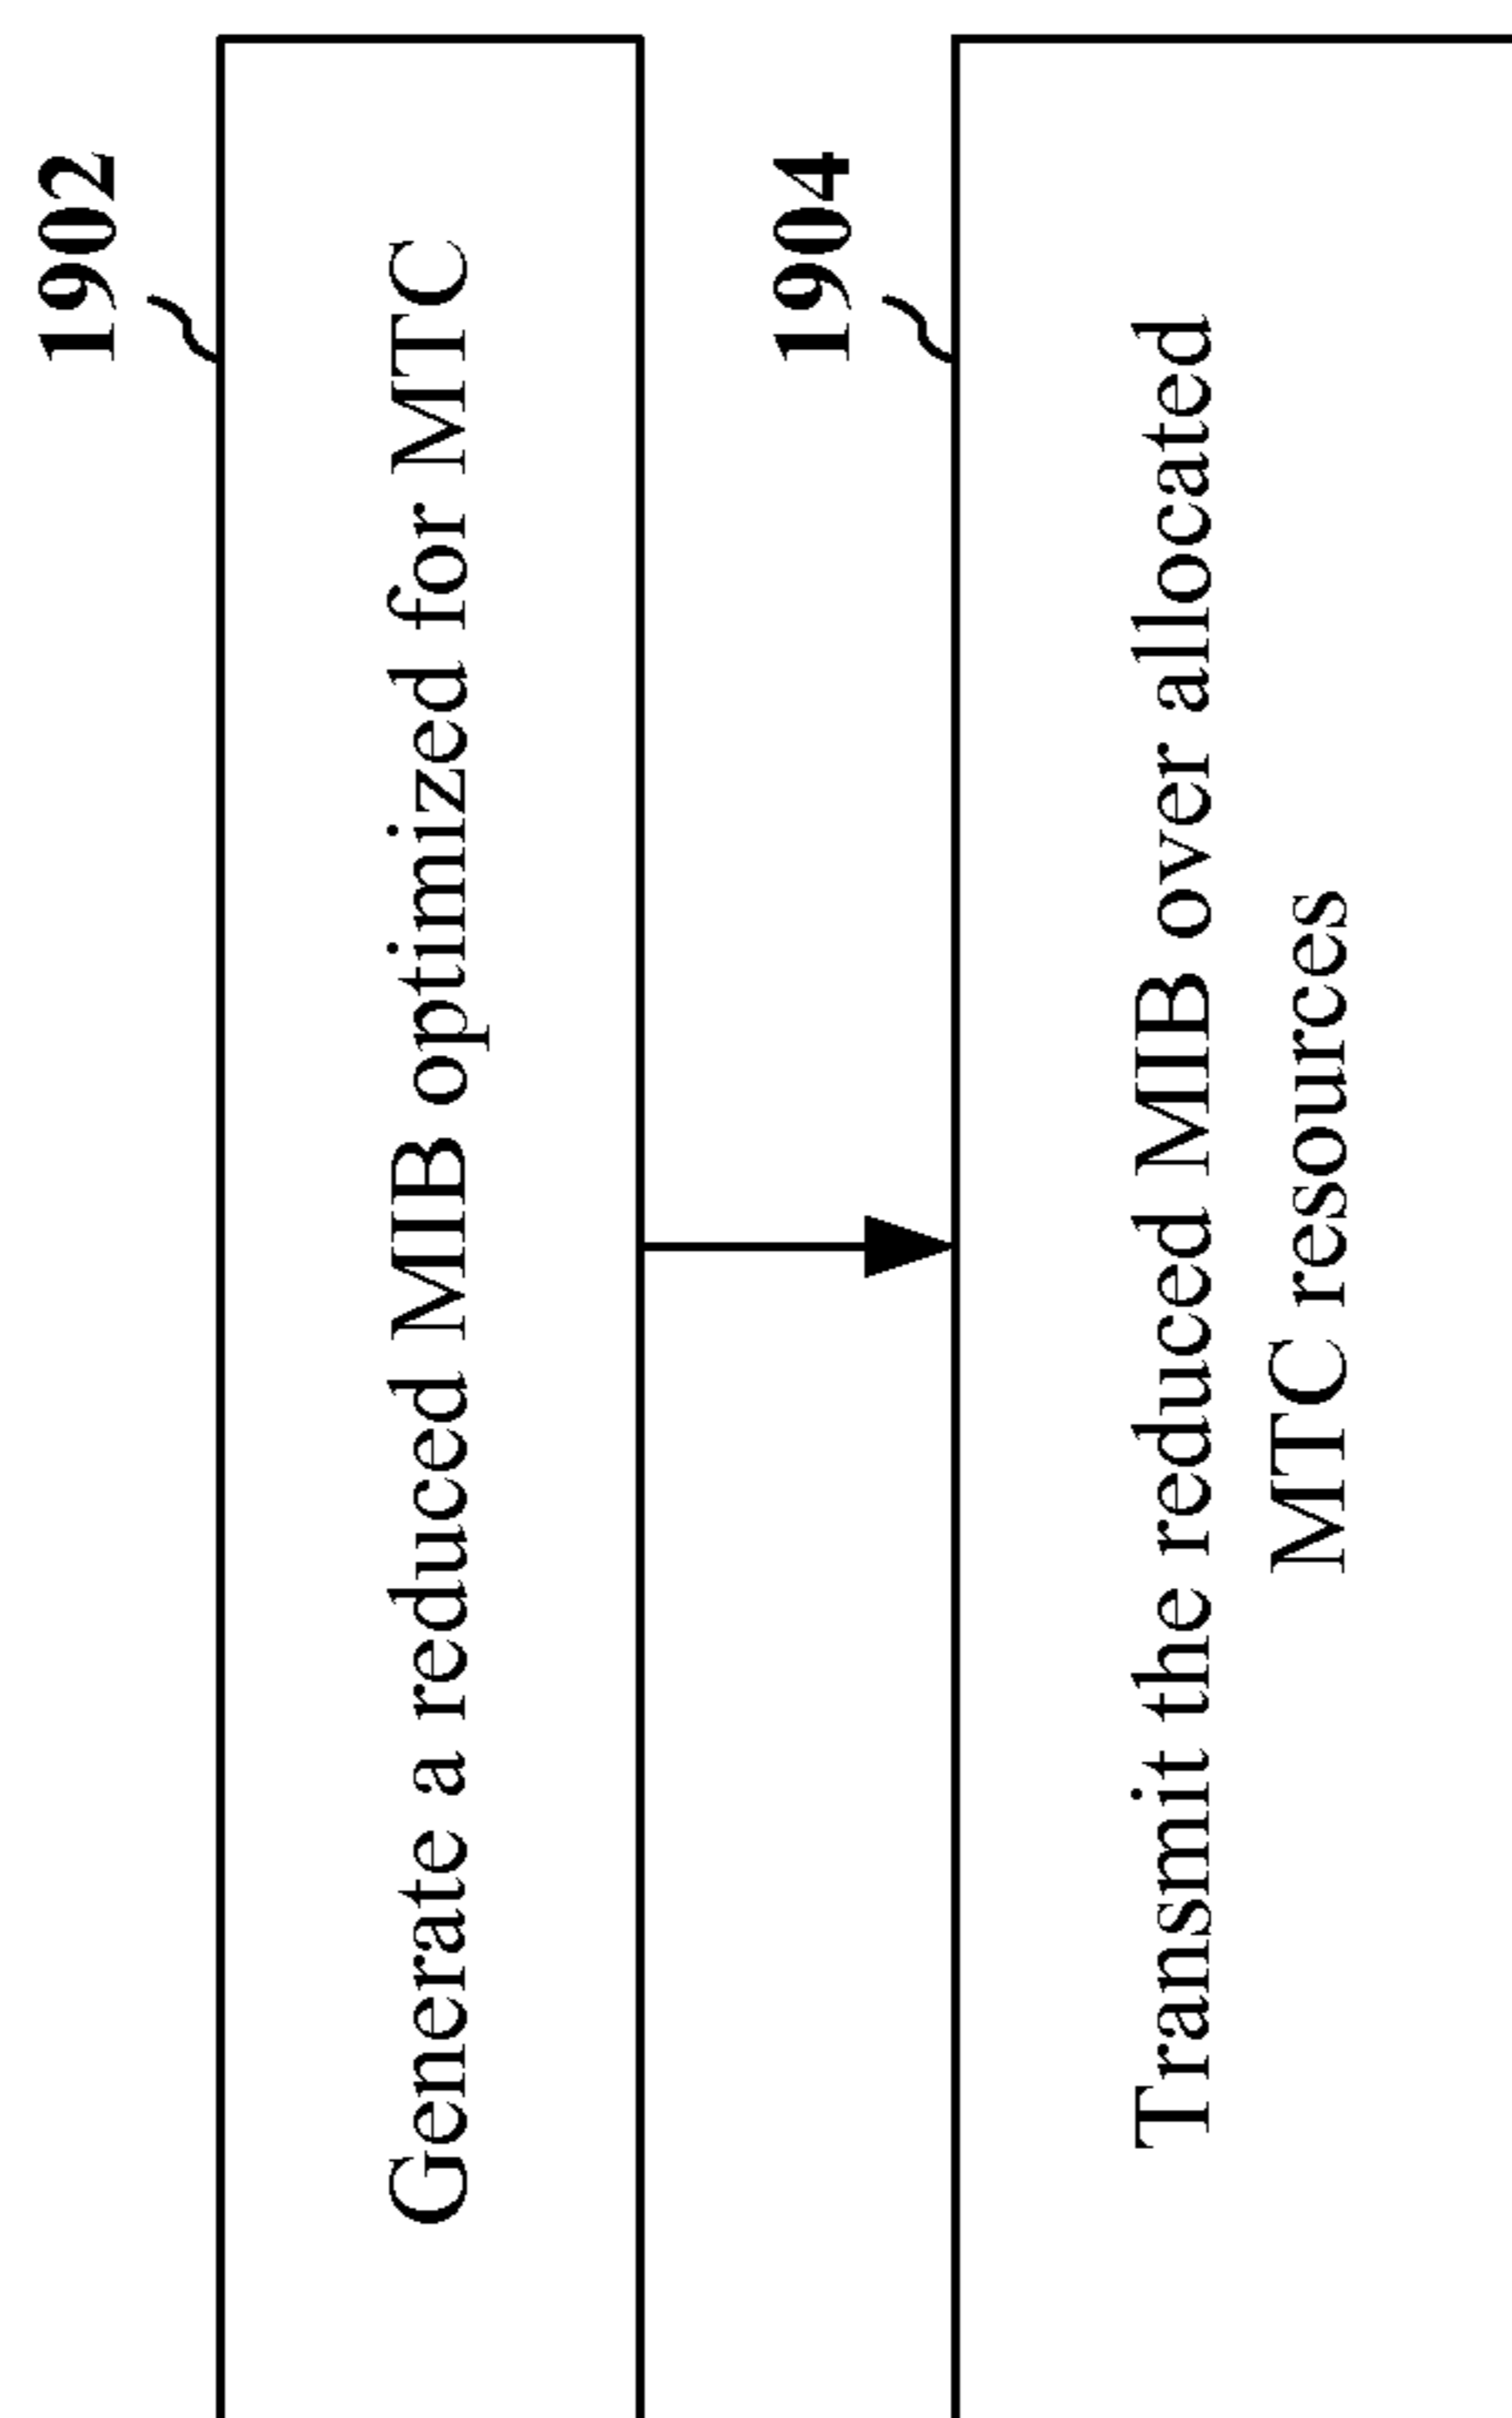 1902
Generate a reduced MIB optimized for MTC
1904
Transmit the reduced MIB over allocated
MTC resources